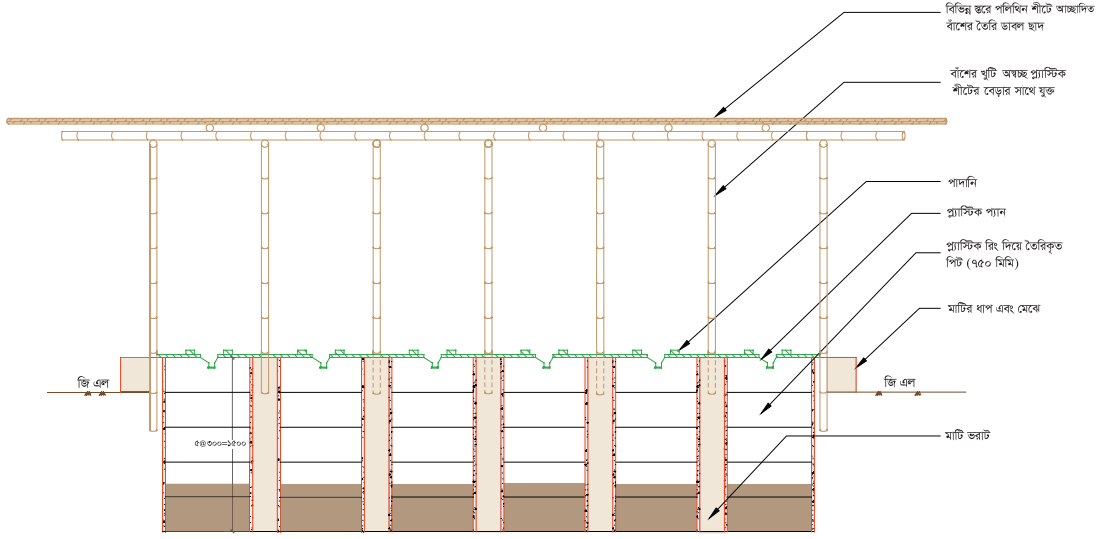 বিভিন্ন স্তরে পলিথিন শীটে আচ্ছাদিত
বাঁশের তৈরি ডাবল ছাদ
বাঁশের খুটি অস্বচ্ছ প্ল্যাস্টিক
শীটের বেড়ার সাথে যুক্ত
পাদানি
প্ল্যাস্টিক প্যান
প্ল্যাস্টিক রিং দিয়ে তৈরিকৃত
পিট (৭৫০ মিমি)
মাটির ধাপ এবং মেঝে
জি এল
জি এল
মাটি ভরাট
৫@৩০০=১৫০০